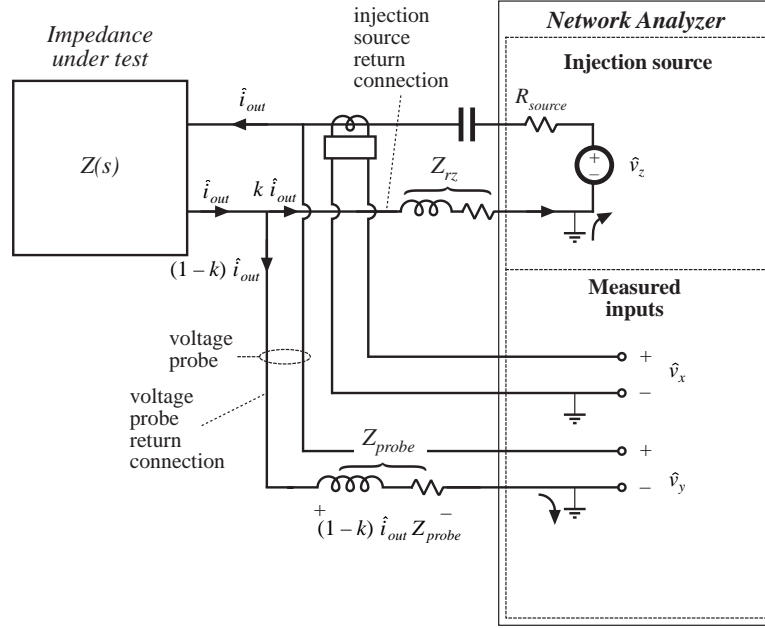 Impedance
under test
Z(s)
î_out
î_out
k î_out
(1 – k) î_out
injection
source
return
connection
Z_rz
Network Analyzer
Injection source
R_source
+
–
v̂_z
Measured
inputs
voltage
probe
voltage
probe
return
connection
+
v̂_x
–
Z_probe
+
v̂_y
–
+
–
(1 – k) î_out Z_probe